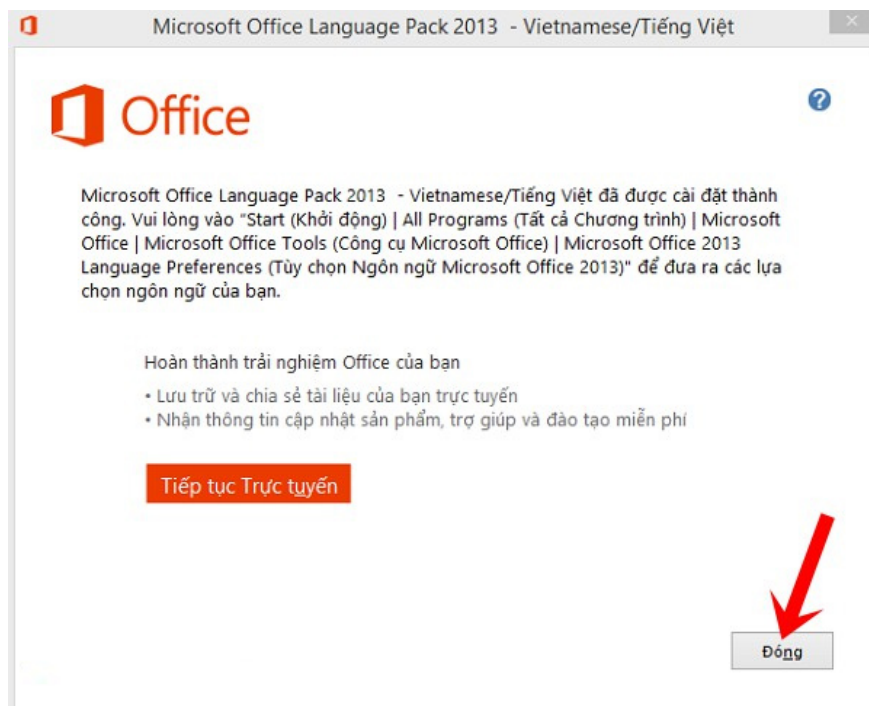 Microsoft Office Language Pack 2013 - Vietnamese/Tiếng Việt
Office
?
Microsoft Office Language Pack 2013 - Vietnamese/Tiếng Việt đã được cài đặt thành
công. Vui lòng vào "Start (Khởi động) | All Programs (Tất cả Chương trình) | Microsoft
Office | Microsoft Office Tools (Công cụ Microsoft Office) | Microsoft Office 2013
Language Preferences (Tùy chọn Ngôn ngữ Microsoft Office 2013)" để đưa ra các lựa
chọn ngôn ngữ của bạn.
Hoàn thành trải nghiệm Office của bạn
• Lưu trữ và chia sẻ tài liệu của bạn trực tuyến
• Nhận thông tin cập nhật sản phẩm, trợ giúp và đào tạo miễn phí
Tiếp tục Trực tuyến
Đóng